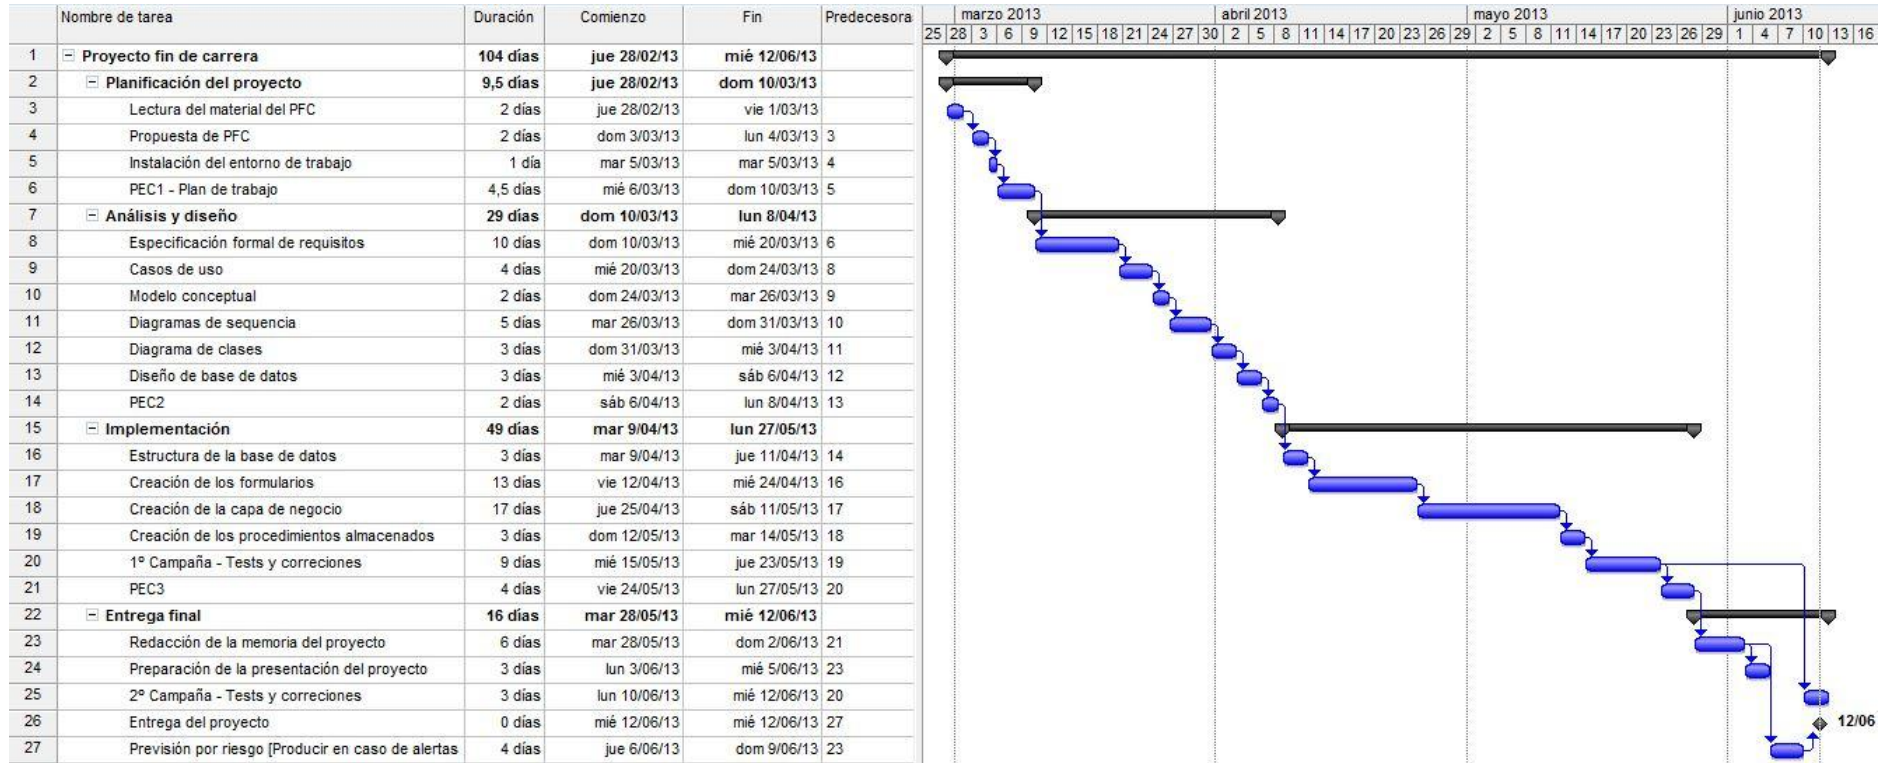 Nombre de tarea Duración Comienzo Fin Predecesora marzo 2013 abril 2013 mayo 2013 junio 2013
25 28 3 6 9 12 15 18 21 24 27 30 2 5 8 11 14 17 20 23 26 29 2 5 8 11 14 17 20 23 26 29 1 4 7 10 13 16
1 Proyecto fin de carrera 104 días jue 28/02/13 mié 12/06/13
2 Planificación del proyecto 9,5 días jue 28/02/13 dom 10/03/13
3 Lectura del material del PFC 2 días jue 28/02/13 vie 1/03/13
4 Propuesta de PFC 2 días dom 3/03/13 lun 4/03/13 3
5 Instalación del entorno de trabajo 1 día mar 5/03/13 mar 5/03/13 4
6 PEC1 - Plan de trabajo 4,5 días mié 6/03/13 dom 10/03/13 5
7 Análisis y diseño 29 días dom 10/03/13 lun 8/04/13
8 Especificación formal de requisitos 10 días dom 10/03/13 mié 20/03/13 6
9 Casos de uso 4 días mié 20/03/13 dom 24/03/13 8
10 Modelo conceptual 2 días dom 24/03/13 mar 26/03/13 9
11 Diagramas de sequencia 5 días mar 26/03/13 dom 31/03/13 10
12 Diagrama de clases 3 días dom 31/03/13 mié 3/04/13 11
13 Diseño de base de datos 3 días mié 3/04/13 sáb 6/04/13 12
14 PEC2 2 días sáb 6/04/13 lun 8/04/13 13
15 Implementación 49 días mar 9/04/13 lun 27/05/13
16 Estructura de la base de datos 3 días mar 9/04/13 jue 11/04/13 14
17 Creación de los formularios 13 días vie 12/04/13 mié 24/04/13 16
18 Creación de la capa de negocio 17 días jue 25/04/13 sáb 11/05/13 17
19 Creación de los procedimientos almacenados 3 días dom 12/05/13 mar 14/05/13 18
20 1º Campaña - Tests y correciones 9 días mié 15/05/13 jue 23/05/13 19
21 PEC3 4 días vie 24/05/13 lun 27/05/13 20
22 Entrega final 16 días mar 28/05/13 mié 12/06/13
23 Redacción de la memoria del proyecto 6 días mar 28/05/13 dom 2/06/13 21
24 Preparación de la presentación del proyecto 3 días lun 3/06/13 mié 5/06/13 23
25 2º Campaña - Tests y correciones 3 días lun 10/06/13 mié 12/06/13 20
26 Entrega del proyecto 0 días mié 12/06/13 mié 12/06/13 27 12/06
27 Previsión por riesgo [Producir en caso de alertas 4 días jue 6/06/13 dom 9/06/13 23